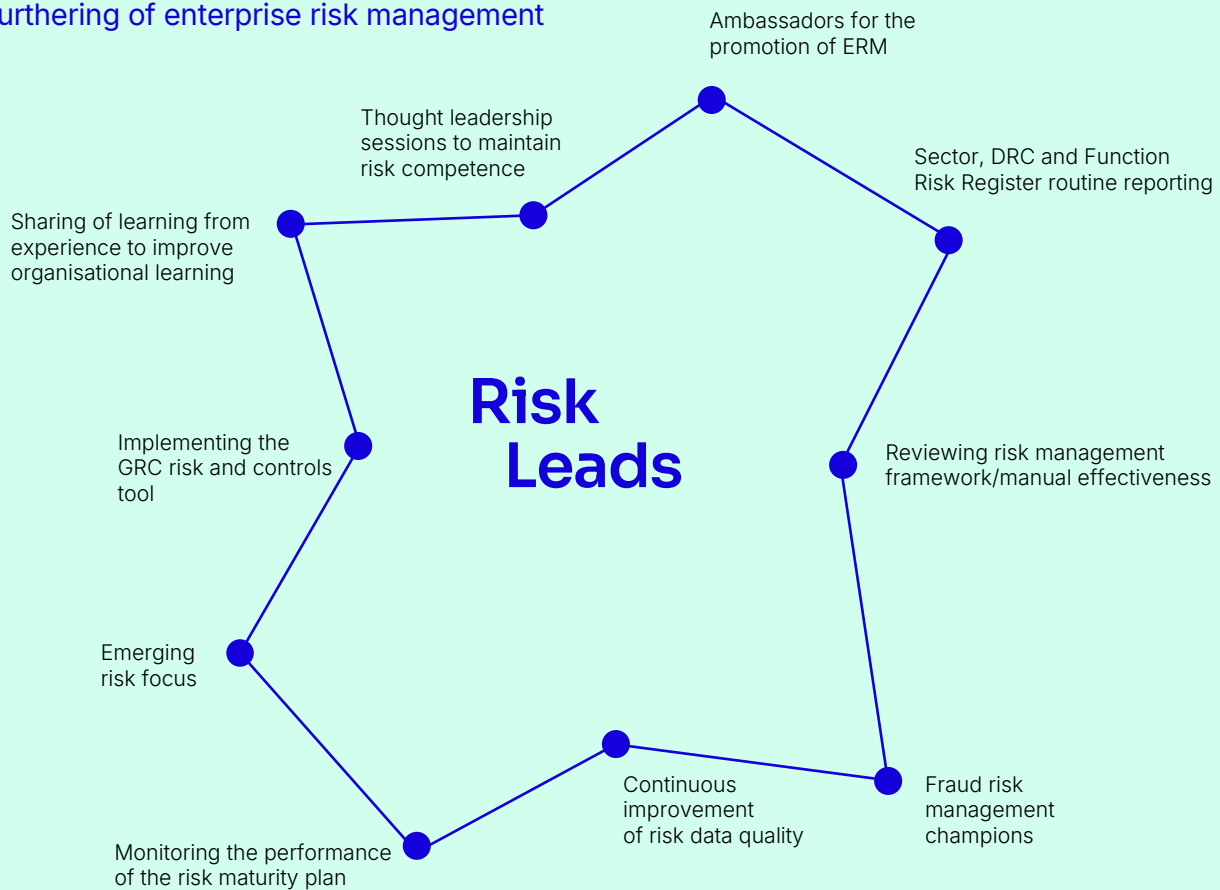 urthering of enterprise risk management
Ambassadors for the
promotion of ERM
Thought leadership
sessions to maintain
risk competence
Sector, DRC and Function
Risk Register routine reporting
Sharing of learning from
experience to improve
organisational learning
Risk
Leads
Implementing the
GRC risk and controls
tool
Reviewing risk management
framework/manual effectiveness
Emerging
risk focus
Continuous
improvement
of risk data quality
Fraud risk
management
champions
Monitoring the performance
of the risk maturity plan